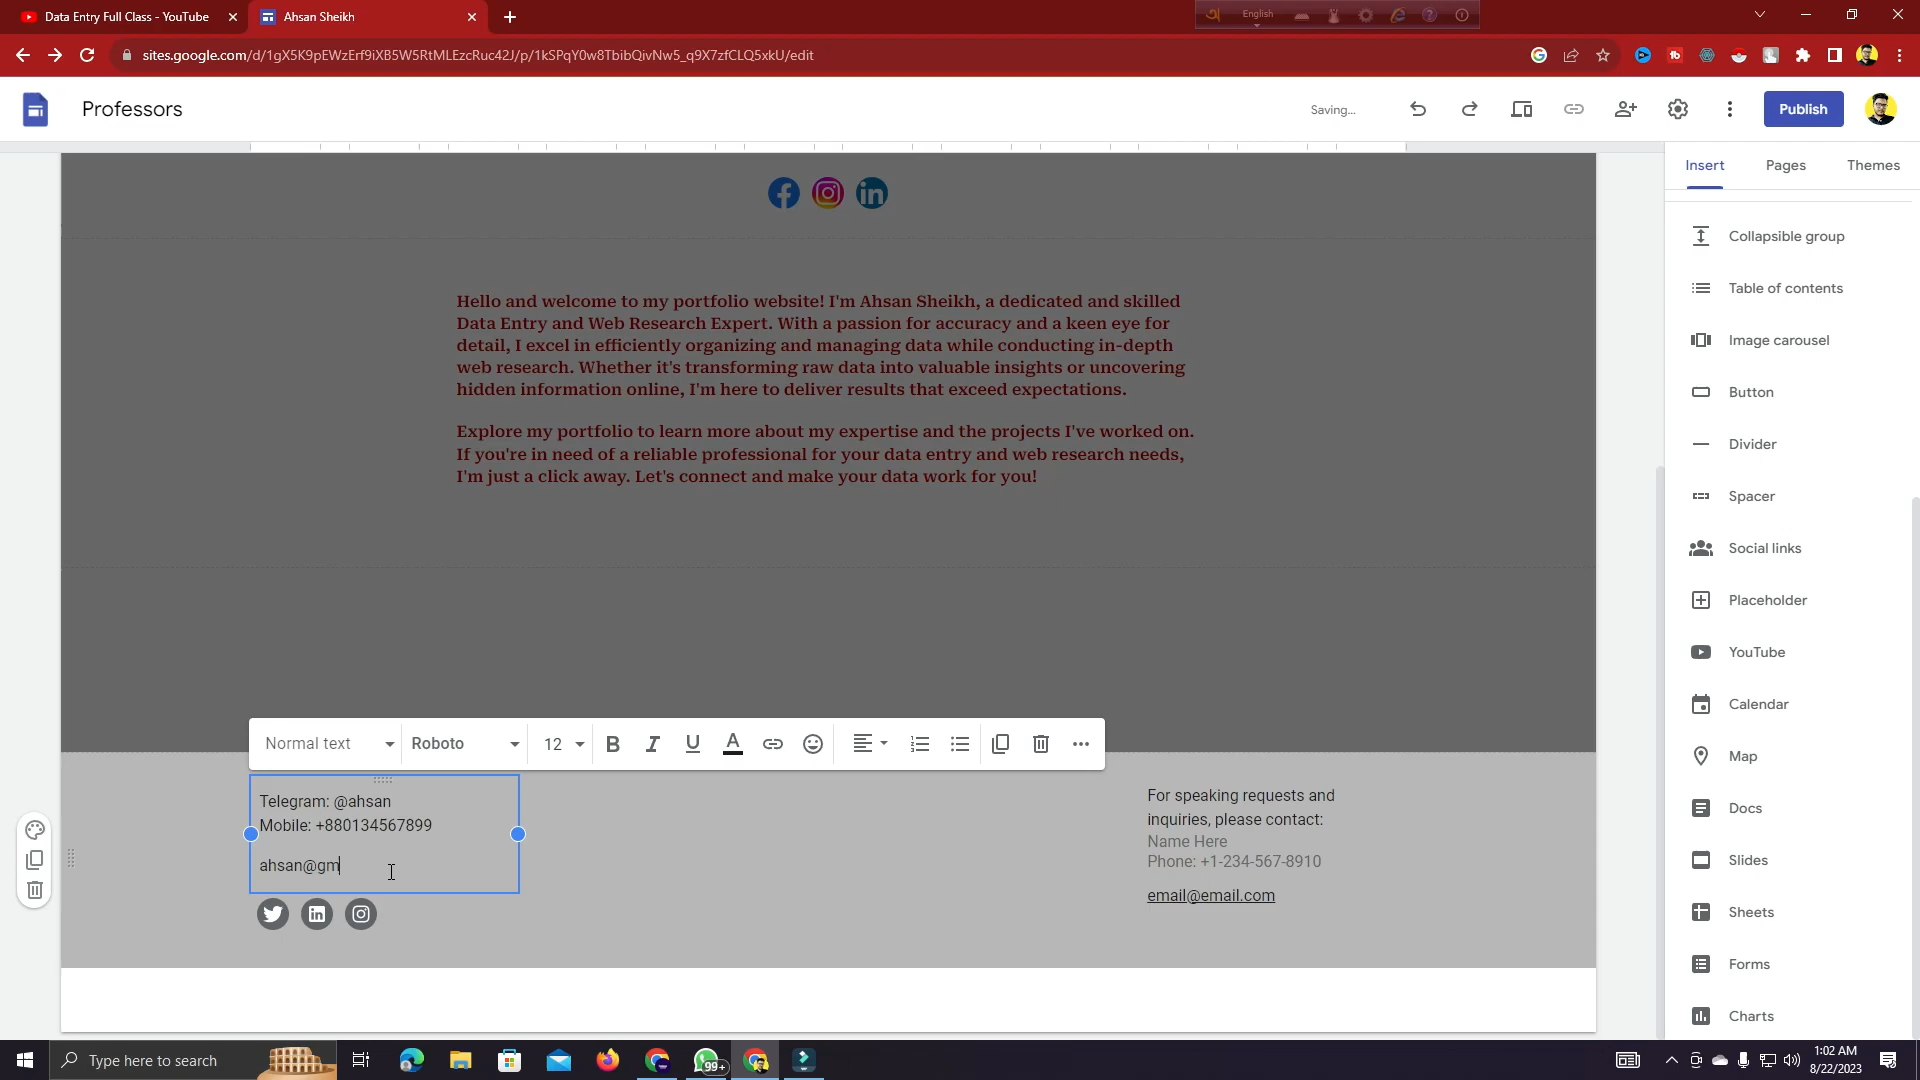 Data Entry Full Class - YouTube
Ahsan Sheikh
English
sites.google.com/d/1gX5K9pEWzErf9iXB5W5RtMLEzcRuc42J/p/1kSPqY0w8TbibQivNw5_q9X7zfCLQ5xkU/edit
Professors
Saving...
Publish
Insert
Pages
Themes
Collapsible group
Table of contents
Image carousel
Button
Divider
Spacer
Social links
Placeholder
YouTube
Calendar
Map
Docs
Slides
Sheets
Forms
Charts
Hello and welcome to my portfolio website! I'm Ahsan Sheikh, a dedicated and skilled
Data Entry and Web Research Expert. With a passion for accuracy and a keen eye for
detail, I excel in efficiently organizing and managing data while conducting in-depth
web research. Whether it's transforming raw data into valuable insights or uncovering
hidden information online, I'm here to deliver results that exceed expectations.
Explore my portfolio to learn more about my expertise and the projects I've worked on.
If you're in need of a reliable professional for your data entry and web research needs,
I'm just a click away. Let's connect and make your data work for you!
Normal text
Roboto
12
Telegram: @ahsan
Mobile: +880134567899
ahsan@gm
For speaking requests and
inquiries, please contact:
Name Here
Phone: +1-234-567-8910
email@email.com
Type here to search
99+
1:02 AM
8/22/2023